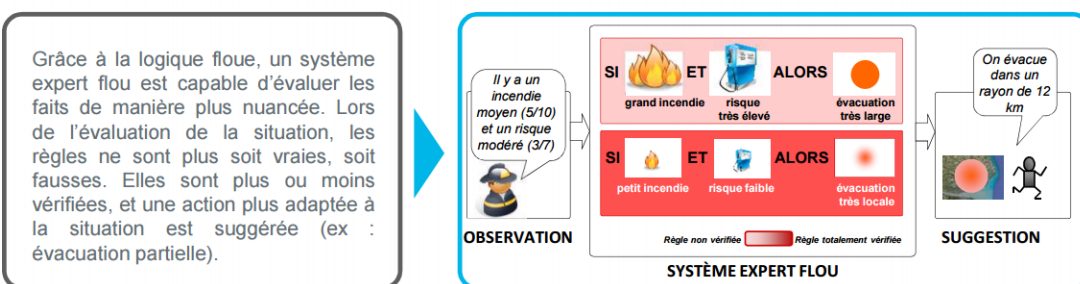 Grâce à la logique floue, un système
expert flou est capable d'évaluer les
faits de manière plus nuancée. Lors
de l'évaluation de la situation, les
règles ne sont plus soit vraies, soit
fausses. Elles sont plus ou moins
vérifiées, et une action plus adaptée à
la situation est suggérée (ex :
évacuation partielle).
Il y a un
incendie
moyen (5/10)
et un risque
modéré (3/7)
OBSERVATION
SI ET ALORS
grand incendie risque
très élevé
évacuation
très large
SI ET ALORS
petit incendie risque faible évacuation
très locale
Règle non vérifiée Règle totalement vérifiée
SYSTÈME EXPERT FLOU
On évacue
dans un
rayon de 12
km
SUGGESTION